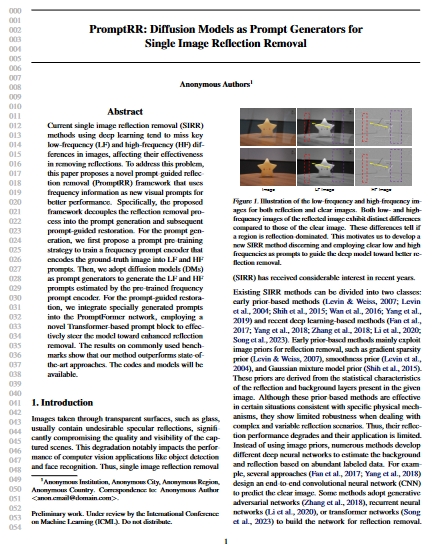 PromptRR: Diffusion Models as Prompt Generators for
Single Image Reflection Removal
Anonymous Authors¹
Abstract
Current single image reflection removal (SIRR)
methods using deep learning tend to miss key
low-frequency (LF) and high-frequency (HF) dif-
ferences in images, affecting their effectiveness
in removing reflections. To address this problem,
this paper proposes a novel prompt-guided reflec-
tion removal (PromptRR) framework that uses
frequency information as new visual prompts for
better performance. Specifically, the proposed
framework decouples the reflection removal pro-
cess into the prompt generation and subsequent
prompt-guided restoration. For the prompt gen-
eration, we first propose a prompt pre-training
strategy to train a frequency prompt encoder that
encodes the ground-truth image into LF and HF
prompts. Then, we adopt diffusion models (DMs)
as prompt generators to generate the LF and HF
prompts estimated by the pre-trained frequency
prompt encoder. For the prompt-guided restora-
tion, we integrate specially generated prompts
into the PromptFormer network, employing a
novel Transformer-based prompt block to effec-
tively steer the model toward enhanced reflection
removal. The results on commonly used bench-
marks show that our method outperforms state-of-
the-art approaches. The codes and models will be
available.
1. Introduction
Images taken through transparent surfaces, such as glass,
usually contain undesirable specular reflections, signifi-
cantly compromising the quality and visibility of the cap-
tured scenes. This degradation notably impacts the perfor-
mance of computer vision applications like object detection
and face recognition. Thus, single image reflection removal
¹Anonymous Institution, Anonymous City, Anonymous Region,
Anonymous Country. Correspondence to: Anonymous Author
<anon.email@domain.com>.
Preliminary work. Under review by the International Conference
on Machine Learning (ICML). Do not distribute.
Image
LF Image
HF Image
Figure 1. Illustration of the low-frequency and high-frequency im-
ages for both reflection and clear images. Both low- and high-
frequency images of the reflected image exhibit distinct differences
compared to those of the clear image. These differences tell if
a region is reflection dominated. This motivates us to develop a
new SIRR method discerning and employing clear low and high
frequencies as prompts to guide the deep model toward better re-
flection removal.
(SIRR) has received considerable interest in recent years.
Existing SIRR methods can be divided into two classes:
early prior-based methods (Levin & Weiss, 2007; Levin
et al., 2004; Shih et al., 2015; Wan et al., 2016; Yang et al.,
2019) and recent deep learning-based methods (Fan et al.,
2017; Yang et al., 2018; Zhang et al., 2018; Li et al., 2020;
Song et al., 2023). Early prior-based methods mainly exploit
image priors for reflection removal, such as gradient sparsity
prior (Levin & Weiss, 2007), smoothness prior (Levin et al.,
2004), and Gaussian mixture model prior (Shih et al., 2015).
These priors are derived from the statistical characteristics
of the reflection and background layers present in the given
image. Although these prior-based methods are effective
in certain situations consistent with specific physical mech-
anisms, they show limited robustness when dealing with
complex and variable reflection scenarios. Thus, their reflec-
tion performance degrades and their application is limited.
Instead of using image priors, numerous methods develop
different deep neural networks to estimate the background
and reflection based on abundant labeled data. For exam-
ple, several approaches (Fan et al., 2017; Yang et al., 2018)
design an end-to-end convolutional neural network (CNN)
to predict the clear image. Some methods adopt generative
adversarial networks (Zhang et al., 2018), recurrent neural
networks (Li et al., 2020), or transformer networks (Song
et al., 2023) to build the network for reflection removal.
000
001
002
003
004
005
006
007
008
009
010
011
012
013
014
015
016
017
018
019
020
021
022
023
024
025
026
027
028
029
030
031
032
033
034
035
036
037
038
039
040
041
042
043
044
045
046
047
048
049
050
051
052
053
054
1